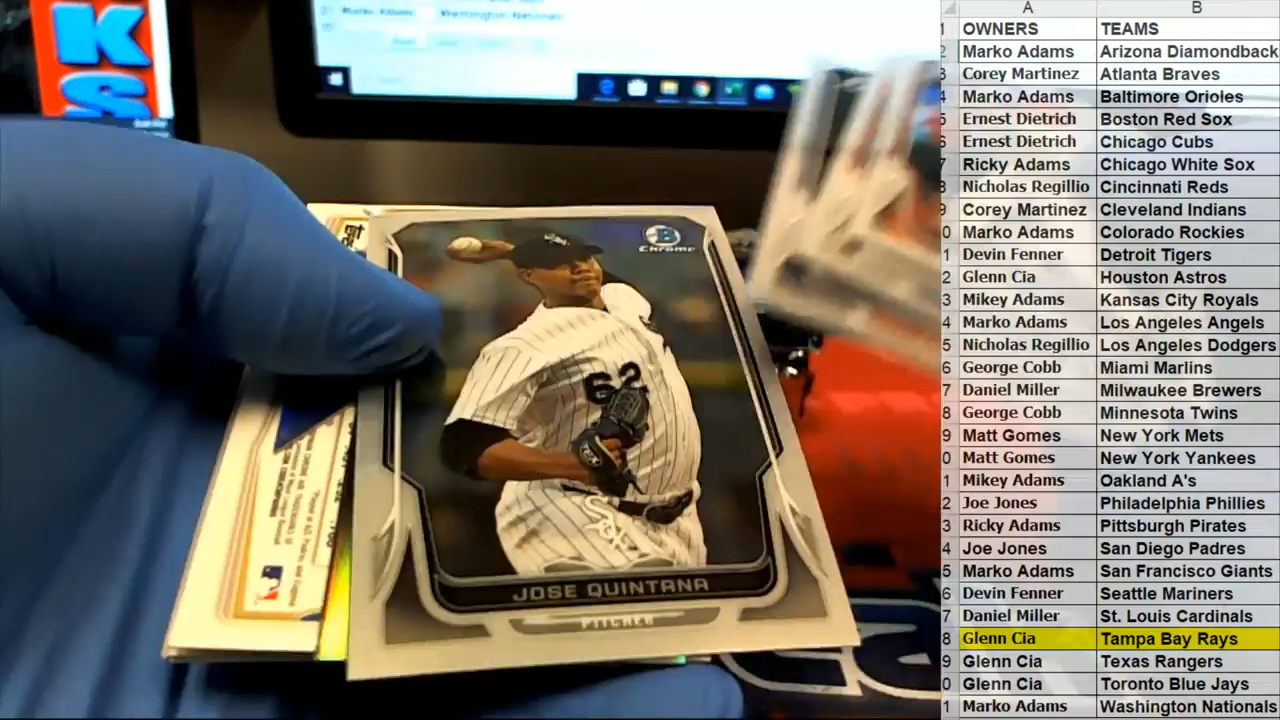 KS
Chrome
62
SOX
JOSE QUINTANA
PITCHER
A B
OWNERS TEAMS
Marko Adams Arizona Diamondback
Corey Martinez Atlanta Braves
Marko Adams Baltimore Orioles
Ernest Dietrich Boston Red Sox
Ernest Dietrich Chicago Cubs
Ricky Adams Chicago White Sox
Nicholas Regillio Cincinnati Reds
Corey Martinez Cleveland Indians
Marko Adams Colorado Rockies
Devin Fenner Detroit Tigers
Glenn Cia Houston Astros
Mikey Adams Kansas City Royals
Marko Adams Los Angeles Angels
Nicholas Regillio Los Angeles Dodgers
George Cobb Miami Marlins
Daniel Miller Milwaukee Brewers
George Cobb Minnesota Twins
Matt Gomes New York Mets
Matt Gomes New York Yankees
Mikey Adams Oakland A's
Joe Jones Philadelphia Phillies
Ricky Adams Pittsburgh Pirates
Joe Jones San Diego Padres
Marko Adams San Francisco Giants
Devin Fenner Seattle Mariners
Daniel Miller St. Louis Cardinals
Glenn Cia Tampa Bay Rays
Glenn Cia Texas Rangers
Glenn Cia Toronto Blue Jays
Marko Adams Washington Nationals